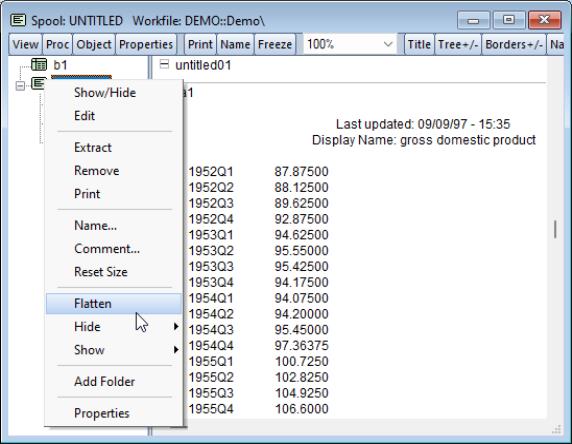 Spool: UNTITLED Workfile: DEMO::Demo\
View Proc Object Properties Print Name Freeze 100% Title Tree+/- Borders+/- Na
b1
untitled01
a1
Show/Hide
Edit
Extract
Remove
Print
Name...
Comment...
Reset Size
Flatten
Hide
Show
Add Folder
Properties
Last updated: 09/09/97 - 15:35
Display Name: gross domestic product
1952Q1 87.87500
1952Q2 88.12500
1952Q3 89.62500
1952Q4 92.87500
1953Q1 94.62500
1953Q2 95.55000
1953Q3 95.42500
1953Q4 94.17500
1954Q1 94.07500
1954Q2 94.20000
1954Q3 95.45000
1954Q4 97.36375
1955Q1 100.7250
1955Q2 102.8250
1955Q3 104.9250
1955Q4 106.6000